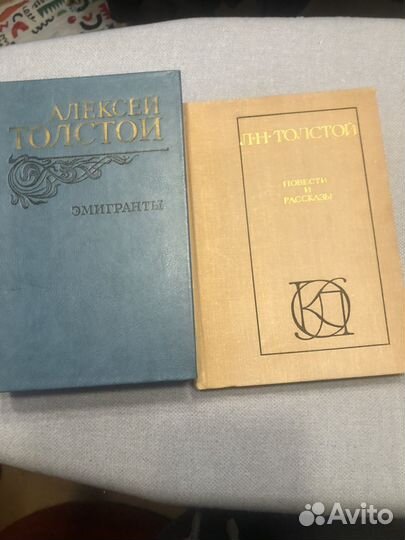 АЛЕКСЕЙ
ТОЛСТОЙ
ЭМИГРАНТЫ
Л·Н·ТОЛСТОЙ
ПОВЕСТИ
И
РАССКАЗЫ
Avito